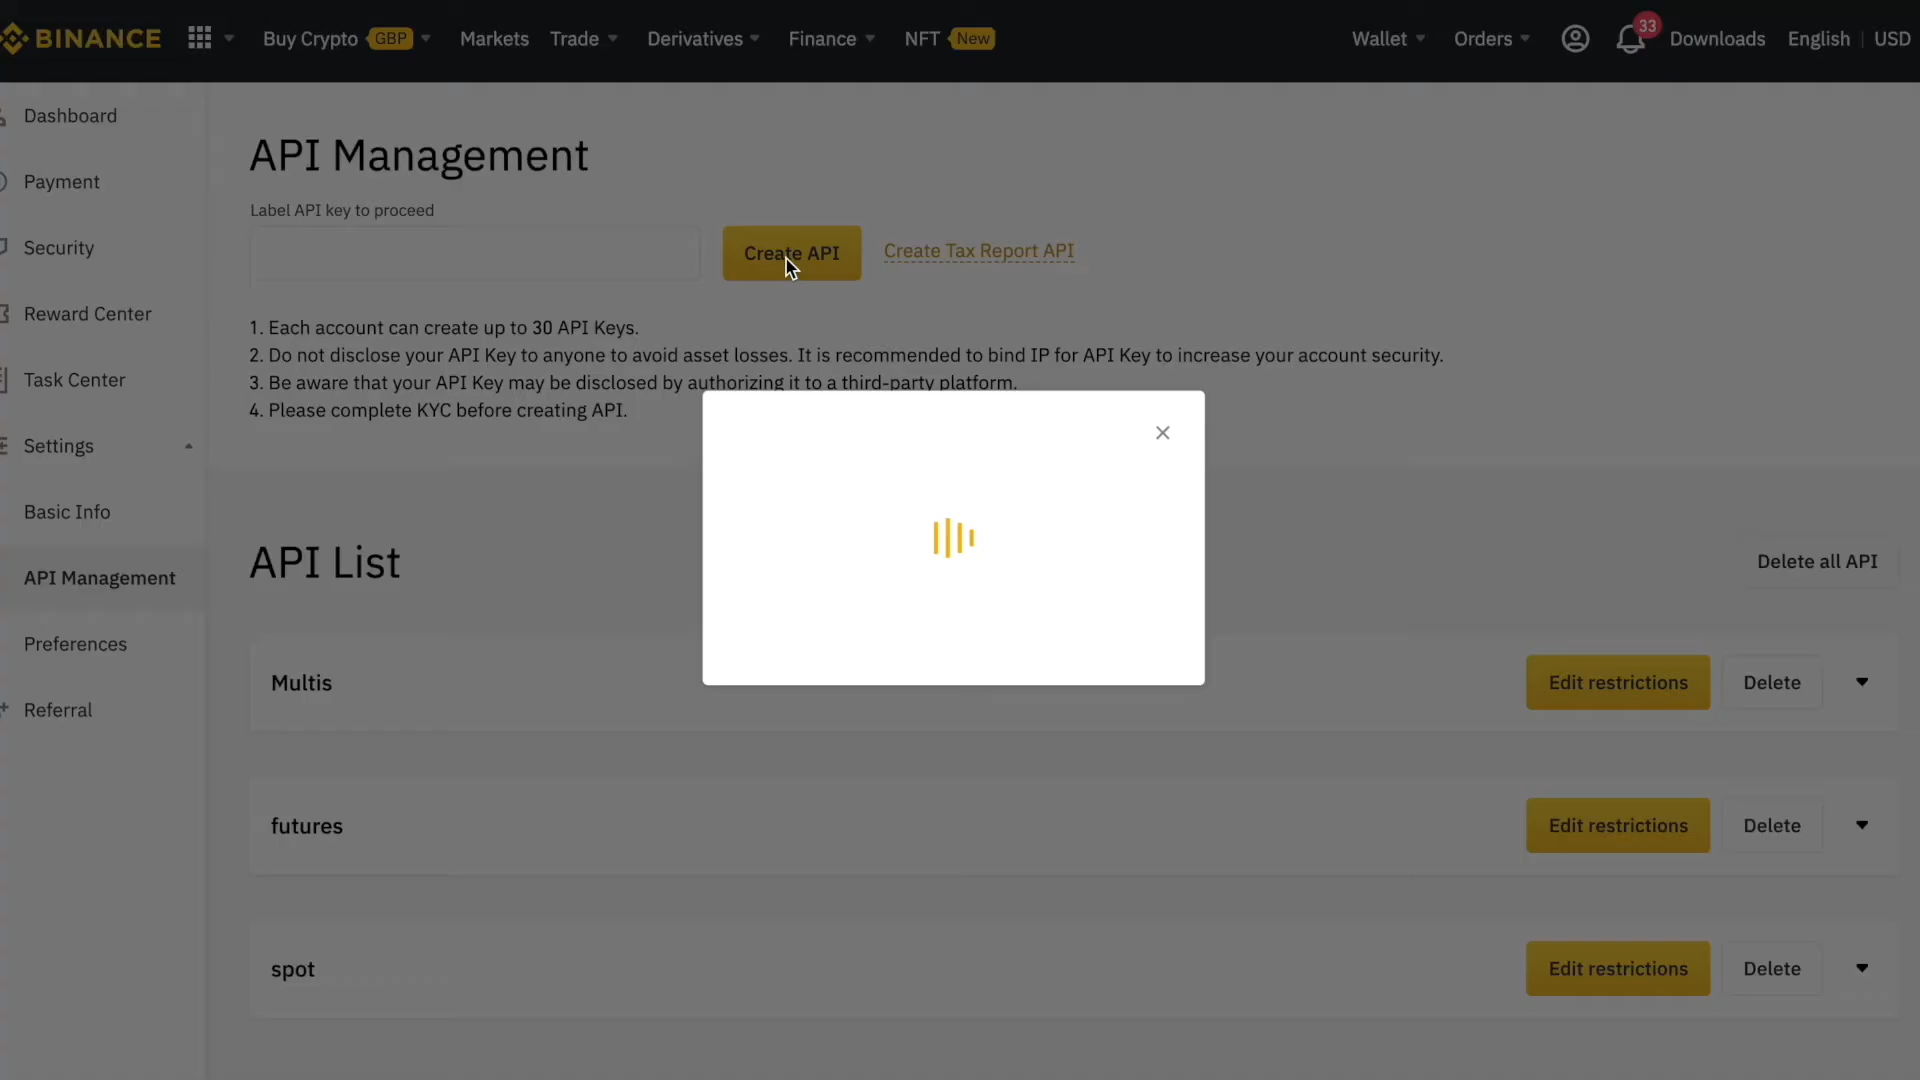 BINANCE
Buy Crypto GBP
Markets
Trade
Derivatives
Finance
NFT New
Wallet
Orders
33
Downloads
English
USD
Dashboard
Payment
Security
Reward Center
Task Center
Settings
Basic Info
API Management
Preferences
Referral
API Management
Label API key to proceed
Create API
Create Tax Report API
1. Each account can create up to 30 API Keys.
2. Do not disclose your API Key to anyone to avoid asset losses. It is recommended to bind IP for API Key to increase your account security.
3. Be aware that your API Key may be disclosed by authorizing it to a third-party platform.
4. Please complete KYC before creating API.
API List
Delete all API
Multis
Edit restrictions
Delete
futures
Edit restrictions
Delete
spot
Edit restrictions
Delete